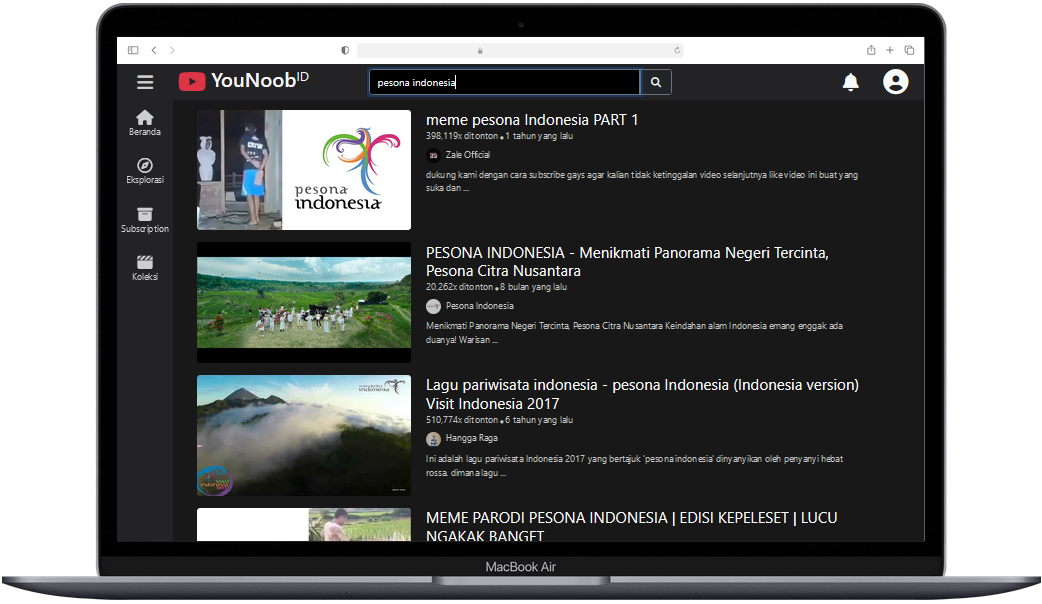 YouNoob ID
pesona indonesia
Beranda
Eksplorasi
Subscription
Koleksi
pesona
indonesia
meme pesona Indonesia PART 1
398,119x ditonton • 1 tahun yang lalu
Zale Official
dukung kami dengan cara subscribe gays agar kalian tidak ketinggalan video selanjutnya like video ini buat yang
suka dan ...
PESONA INDONESIA - Menikmati Panorama Negeri Tercinta,
Pesona Citra Nusantara
20,262x ditonton • 8 bulan yang lalu
Pesona Indonesia
Menikmati Panorama Negeri Tercinta, Pesona Citra Nusantara Keindahan alam Indonesia emang enggak ada
duanya! Warisan ...
Lagu pariwisata indonesia - pesona Indonesia (Indonesia version)
Visit Indonesia 2017
510,774x ditonton • 6 tahun yang lalu
Hangga Raga
Ini adalah lagu pariwisata Indonesia 2017 yang bertajuk 'pesona indonesia' dinyanyikan oleh penyanyi hebat
rossa. dimana lagu ...
MEME PARODI PESONA INDONESIA | EDISI KEPELESET | LUCU
NGAKAK BANGET
MacBook Air